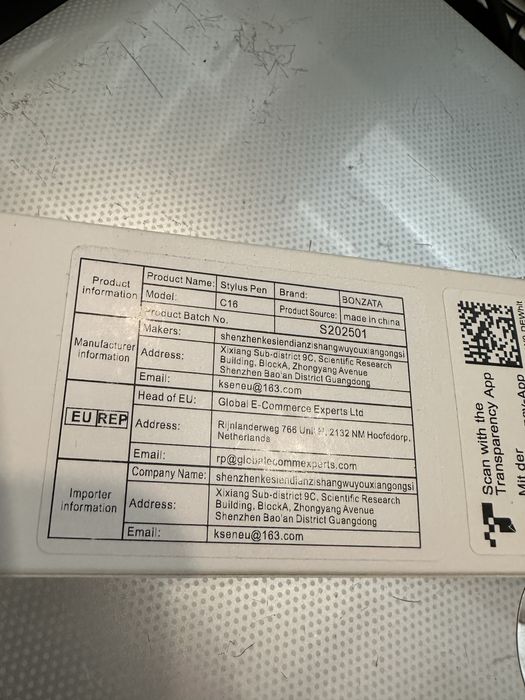 Product information
Product Name: Stylus Pen Brand: BONZATA
Model: C16 Product Source: made in china
Product Batch No. S202501
Manufacturer information
Makers: shenzhenkesiendianzishangwuyouxiangongsi
Address: Xixiang Sub-district 9C, Scientific Research
Building, BlockA, Zhongyang Avenue
Shenzhen Bao'an District Guangdong
Email: kseneu@163.com
EU REP
Head of EU: Global E-Commerce Experts Ltd
Address: Rijnlanderweg 766 Unit H, 2132 NM Hoofddorp,
Netherlands
Email: rp@globalecommexperts.com
Importer information
Company Name: shenzhenkesiendianzishangwuyouxiangongsi
Address: Xixiang Sub-district 9C, Scientific Research
Building, BlockA, Zhongyang Avenue
Shenzhen Bao'an District Guangdong
Email: kseneu@163.com
Scan with the
Transparency App
Mit der